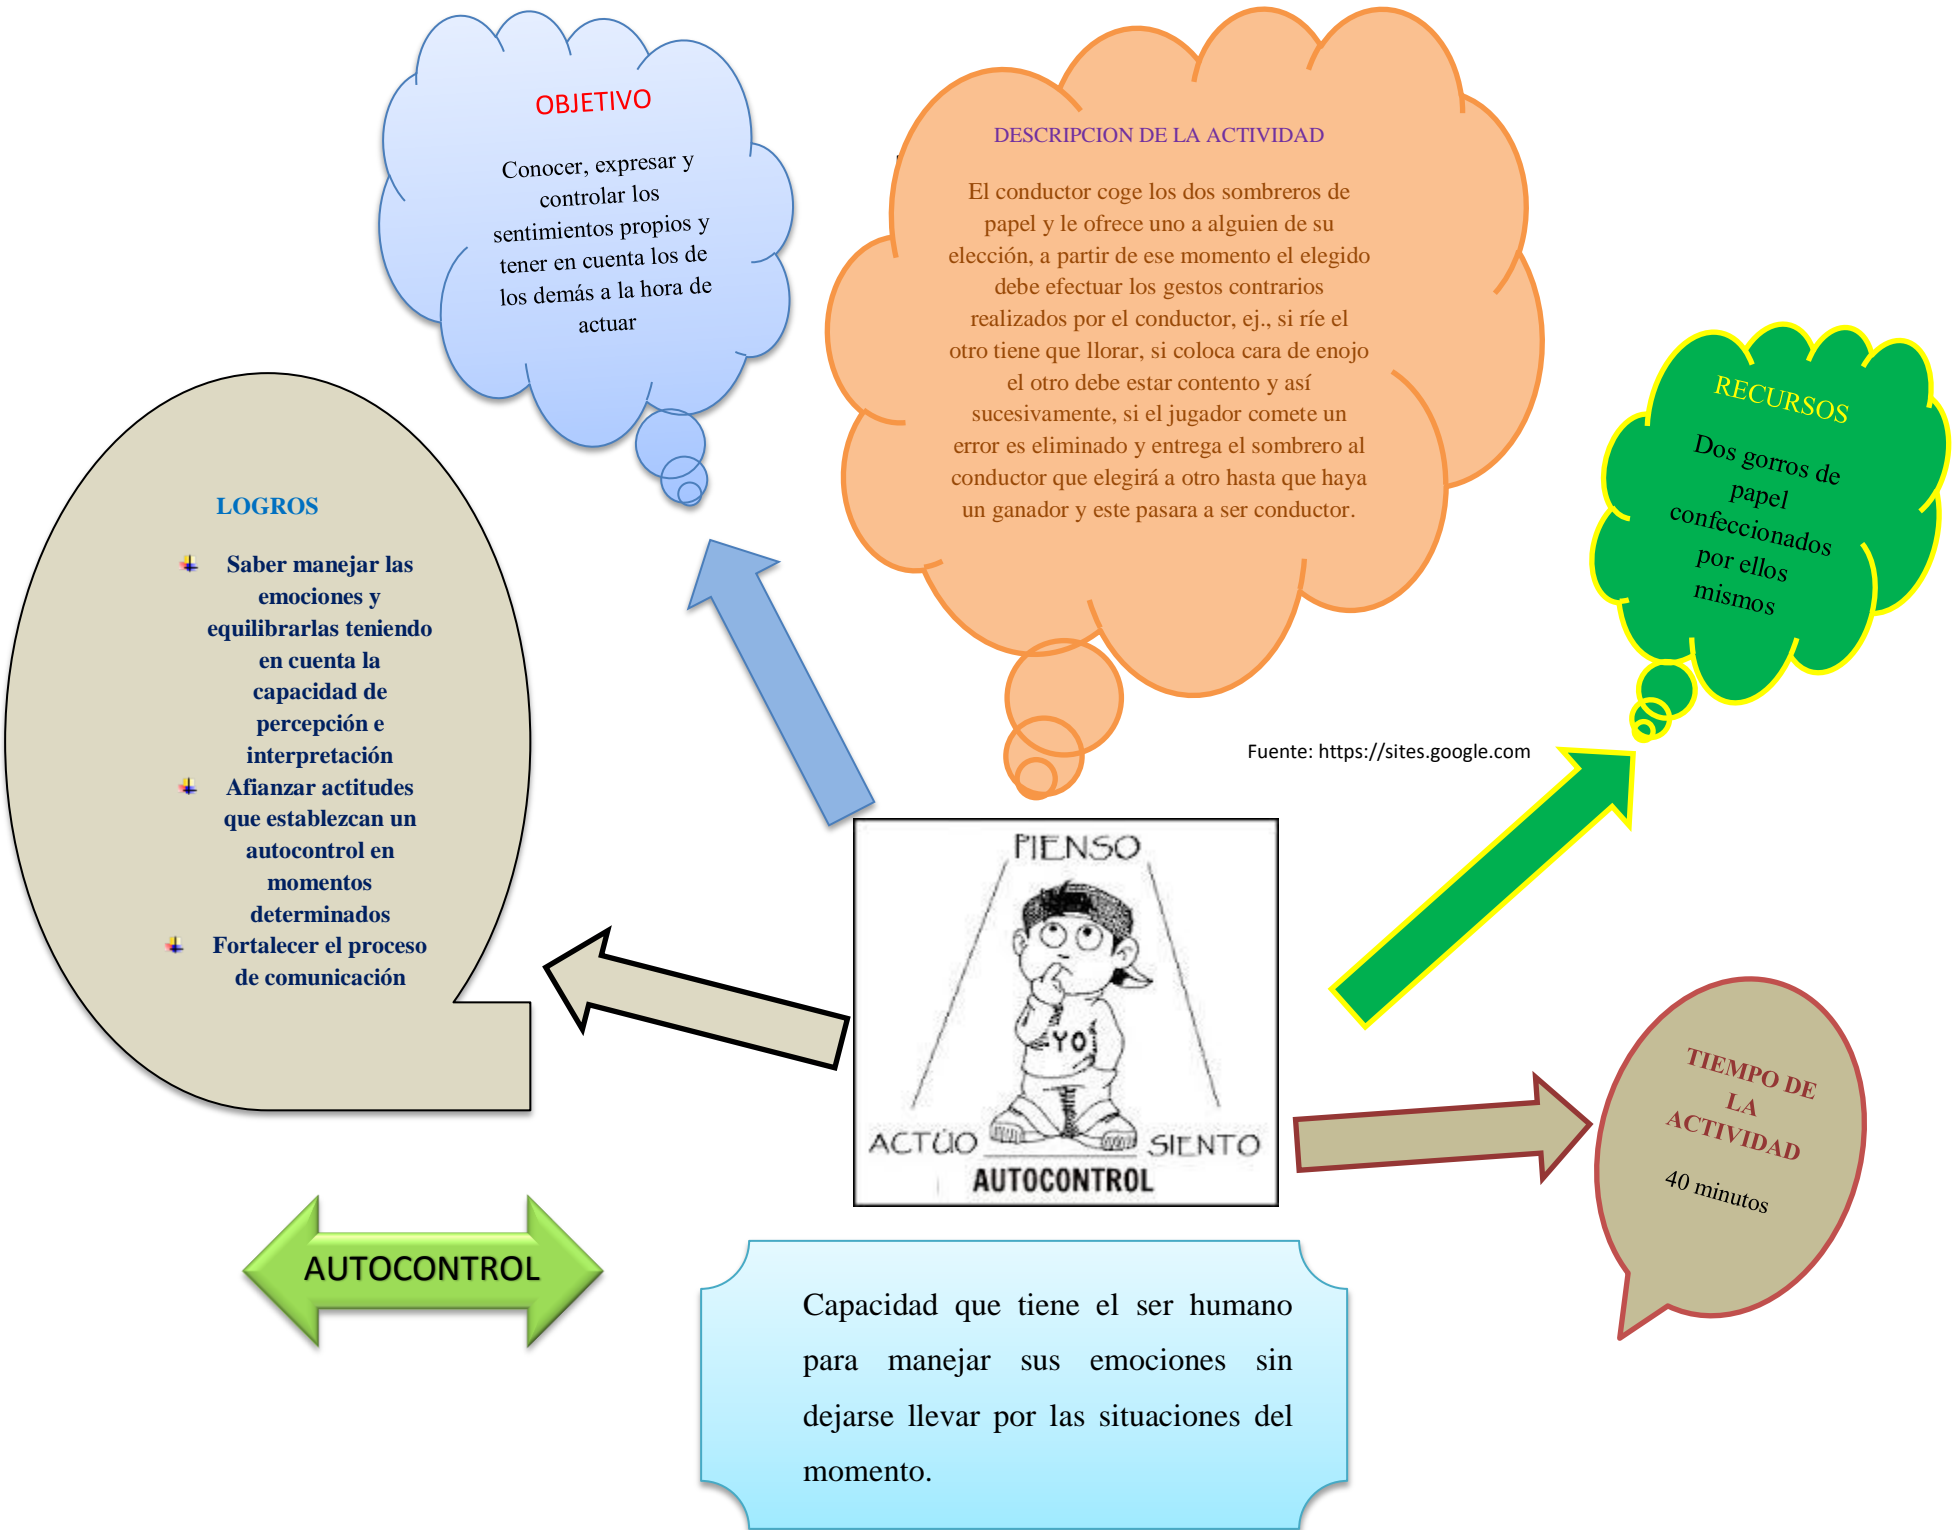 OBJETIVO
Conocer, expresar y
controlar los
sentimientos propios y
tener en cuenta los de
los demás a la hora de
actuar
DESCRIPCION DE LA ACTIVIDAD
El conductor coge los dos sombreros de
papel y le ofrece uno a alguien de su
elección, a partir de ese momento el elegido
debe efectuar los gestos contrarios
realizados por el conductor, ej., si ríe el
otro tiene que llorar, si coloca cara de enojo
el otro debe estar contento y así
sucesivamente, si el jugador comete un
error es eliminado y entrega el sombrero al
conductor que elegirá a otro hasta que haya
un ganador y este pasara a ser conductor.
RECURSOS
Dos gorros de
papel
confeccionados
por ellos
mismos
LOGROS
Saber manejar las
emociones y
equilibrarlas teniendo
en cuenta la
capacidad de
percepción e
interpretación
Afianzar actitudes
que establezcan un
autocontrol en
momentos
determinados
Fortalecer el proceso
de comunicación
Fuente: https://sites.google.com
PIENSO
YO
ACTÚO
SIENTO
AUTOCONTROL
TIEMPO DE
LA
ACTIVIDAD
40 minutos
AUTOCONTROL
Capacidad que tiene el ser humano
para manejar sus emociones sin
dejarse llevar por las situaciones del
momento.